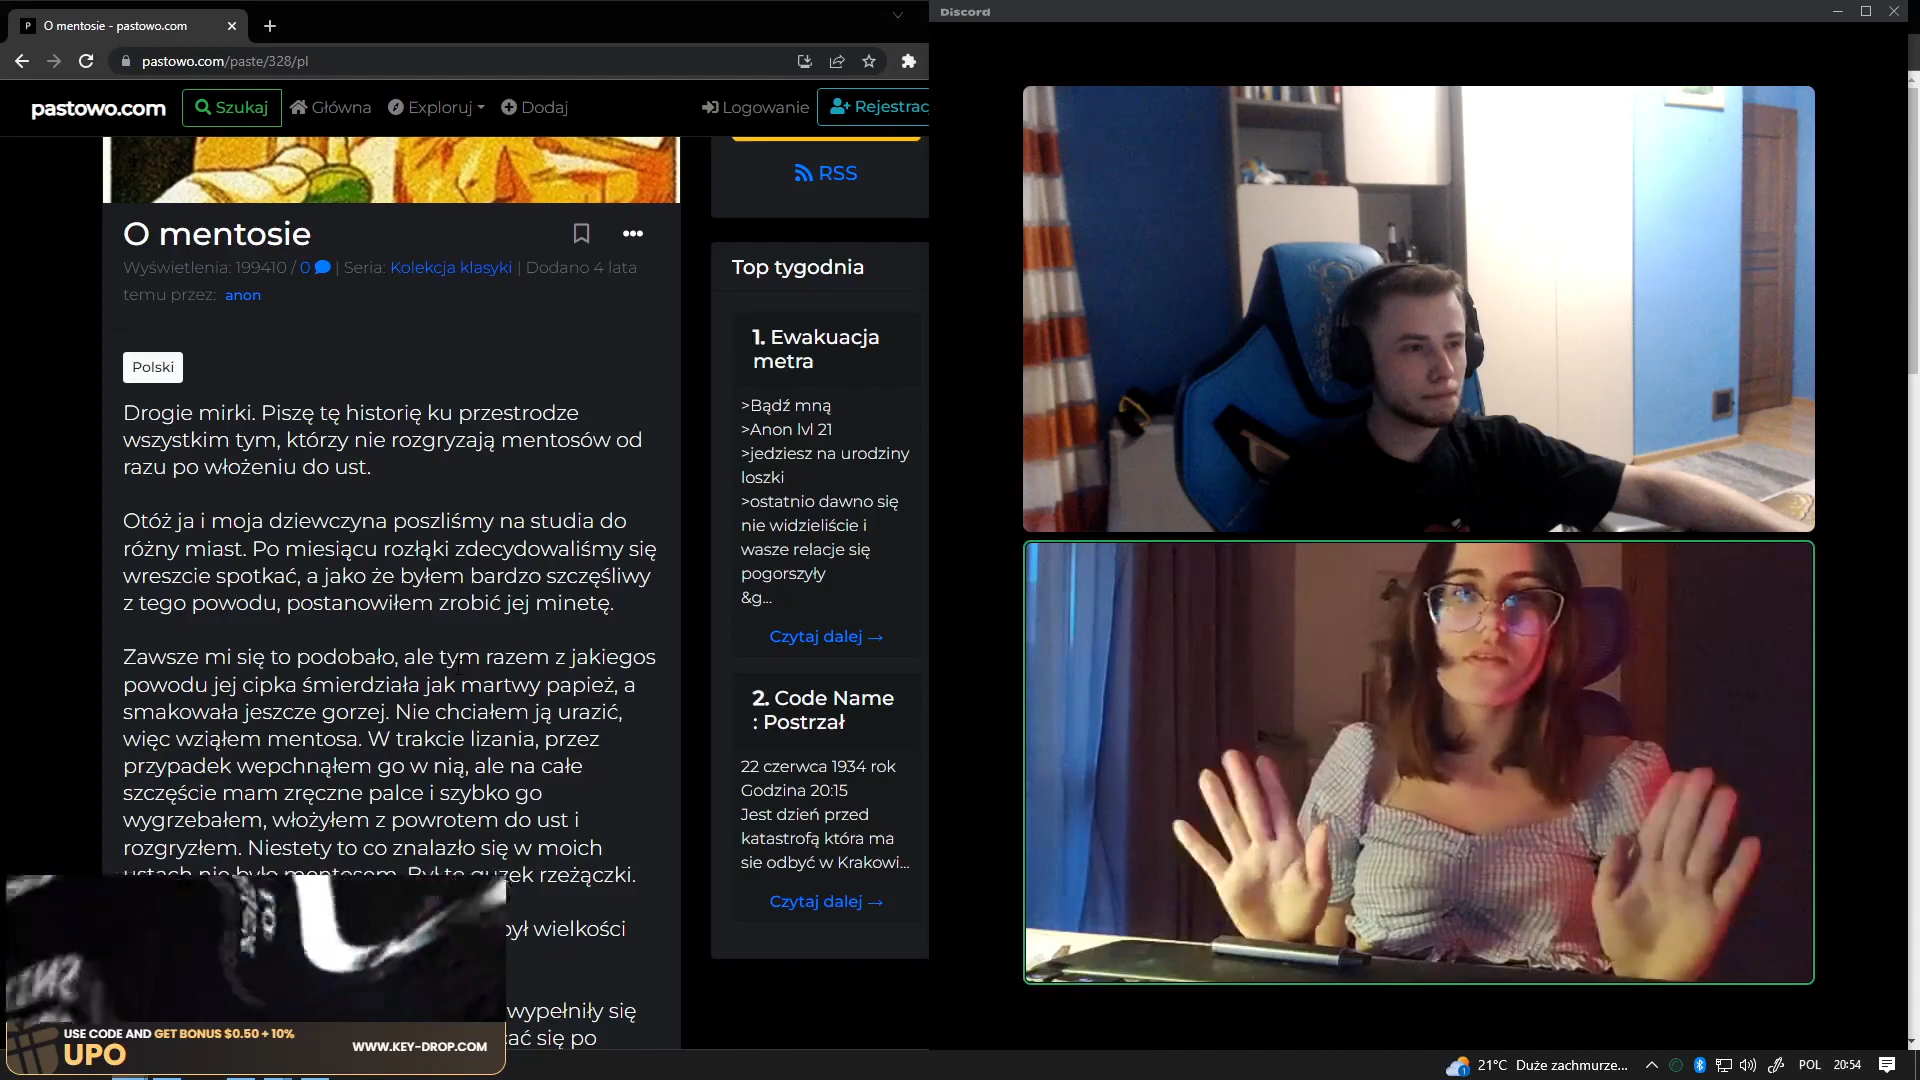 O mentosie - pastowo.com
Discord
pastowo.com/paste/328/pl
pastowo.com
Szukaj
Główna
Exploruj
Dodaj
Logowanie
Rejestrac
RSS
O mentosie
Wyświetlenia: 199410 / 0 | Seria: Kolekcja klasyki | Dodano 4 lata
temu przez: anon
Polski
Drogie mirki. Piszę tę historię ku przestrodze
wszystkim tym, którzy nie rozgryzają mentosów od
razu po włożeniu do ust.
Otóż ja i moja dziewczyna poszliśmy na studia do
różny miast. Po miesiącu rozłąki zdecydowaliśmy się
wreszcie spotkać, a jako że byłem bardzo szczęśliwy
z tego powodu, postanowiłem zrobić jej minetę.
Zawsze mi się to podobało, ale tym razem z jakiegos
powodu jej cipka śmierdziała jak martwy papież, a
smakowała jeszcze gorzej. Nie chciałem ją urazić,
więc wziąłem mentosa. W trakcie lizania, przez
przypadek wepchnąłem go w nią, ale na całe
szczęście mam zręczne palce i szybko go
wygrzebałem, włożyłem z powrotem do ust i
rozgryzłem. Niestety to co znalazło się w moich
ustach nie było mentosem. Był to guzek rzeżączki.
był wielkości
wypełniły się
ać się po
Top tygodnia
1. Ewakuacja
metra
>Bądź mną
>Anon lvl 21
>jedziesz na urodziny
loszki
>ostatnio dawno się
nie widzieliście i
wasze relacje się
pogorszyły
&g...
Czytaj dalej →
2. Code Name
: Postrzał
22 czerwca 1934 rok
Godzina 20:15
Jest dzień przed
katastrofą która ma
sie odbyć w Krakowi...
Czytaj dalej →
USE CODE AND GET BONUS $0.50 + 10%
UPO
WWW.KEY-DROP.COM
21°C Duże zachmurze...
POL
20:54